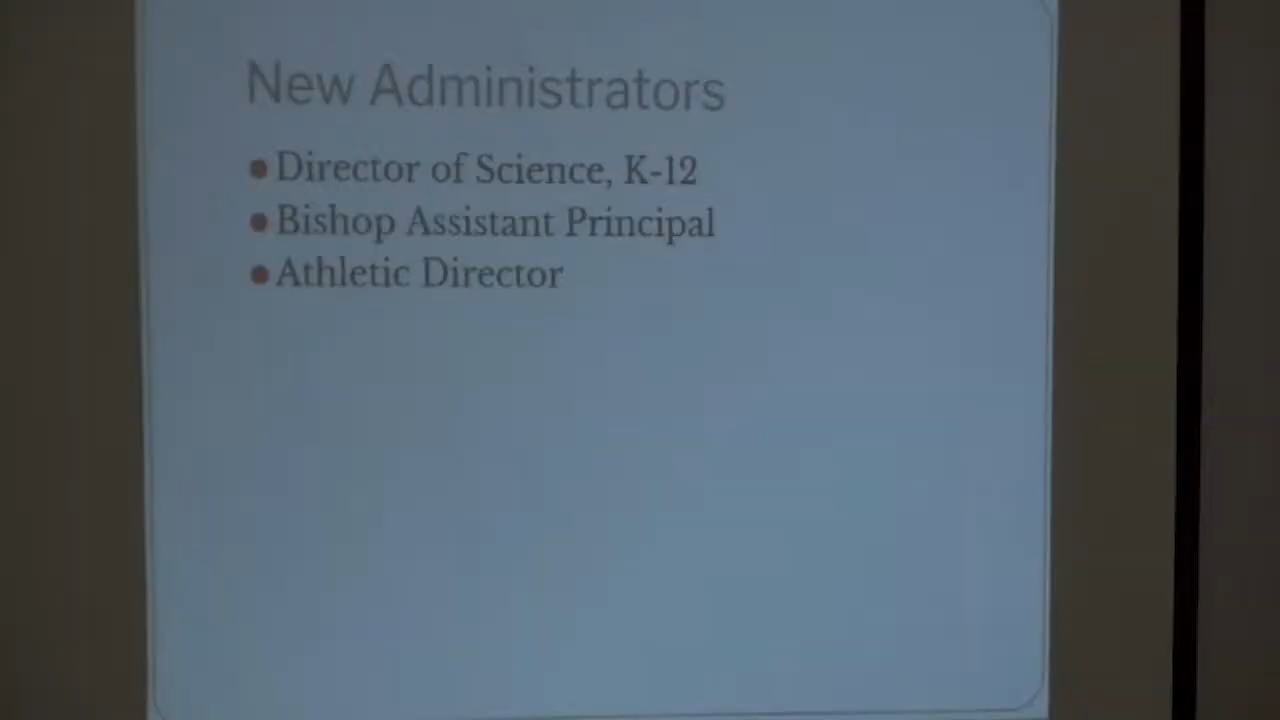 New Administrators
Director of Science, K-12
Bishop Assistant Principal
Athletic Director